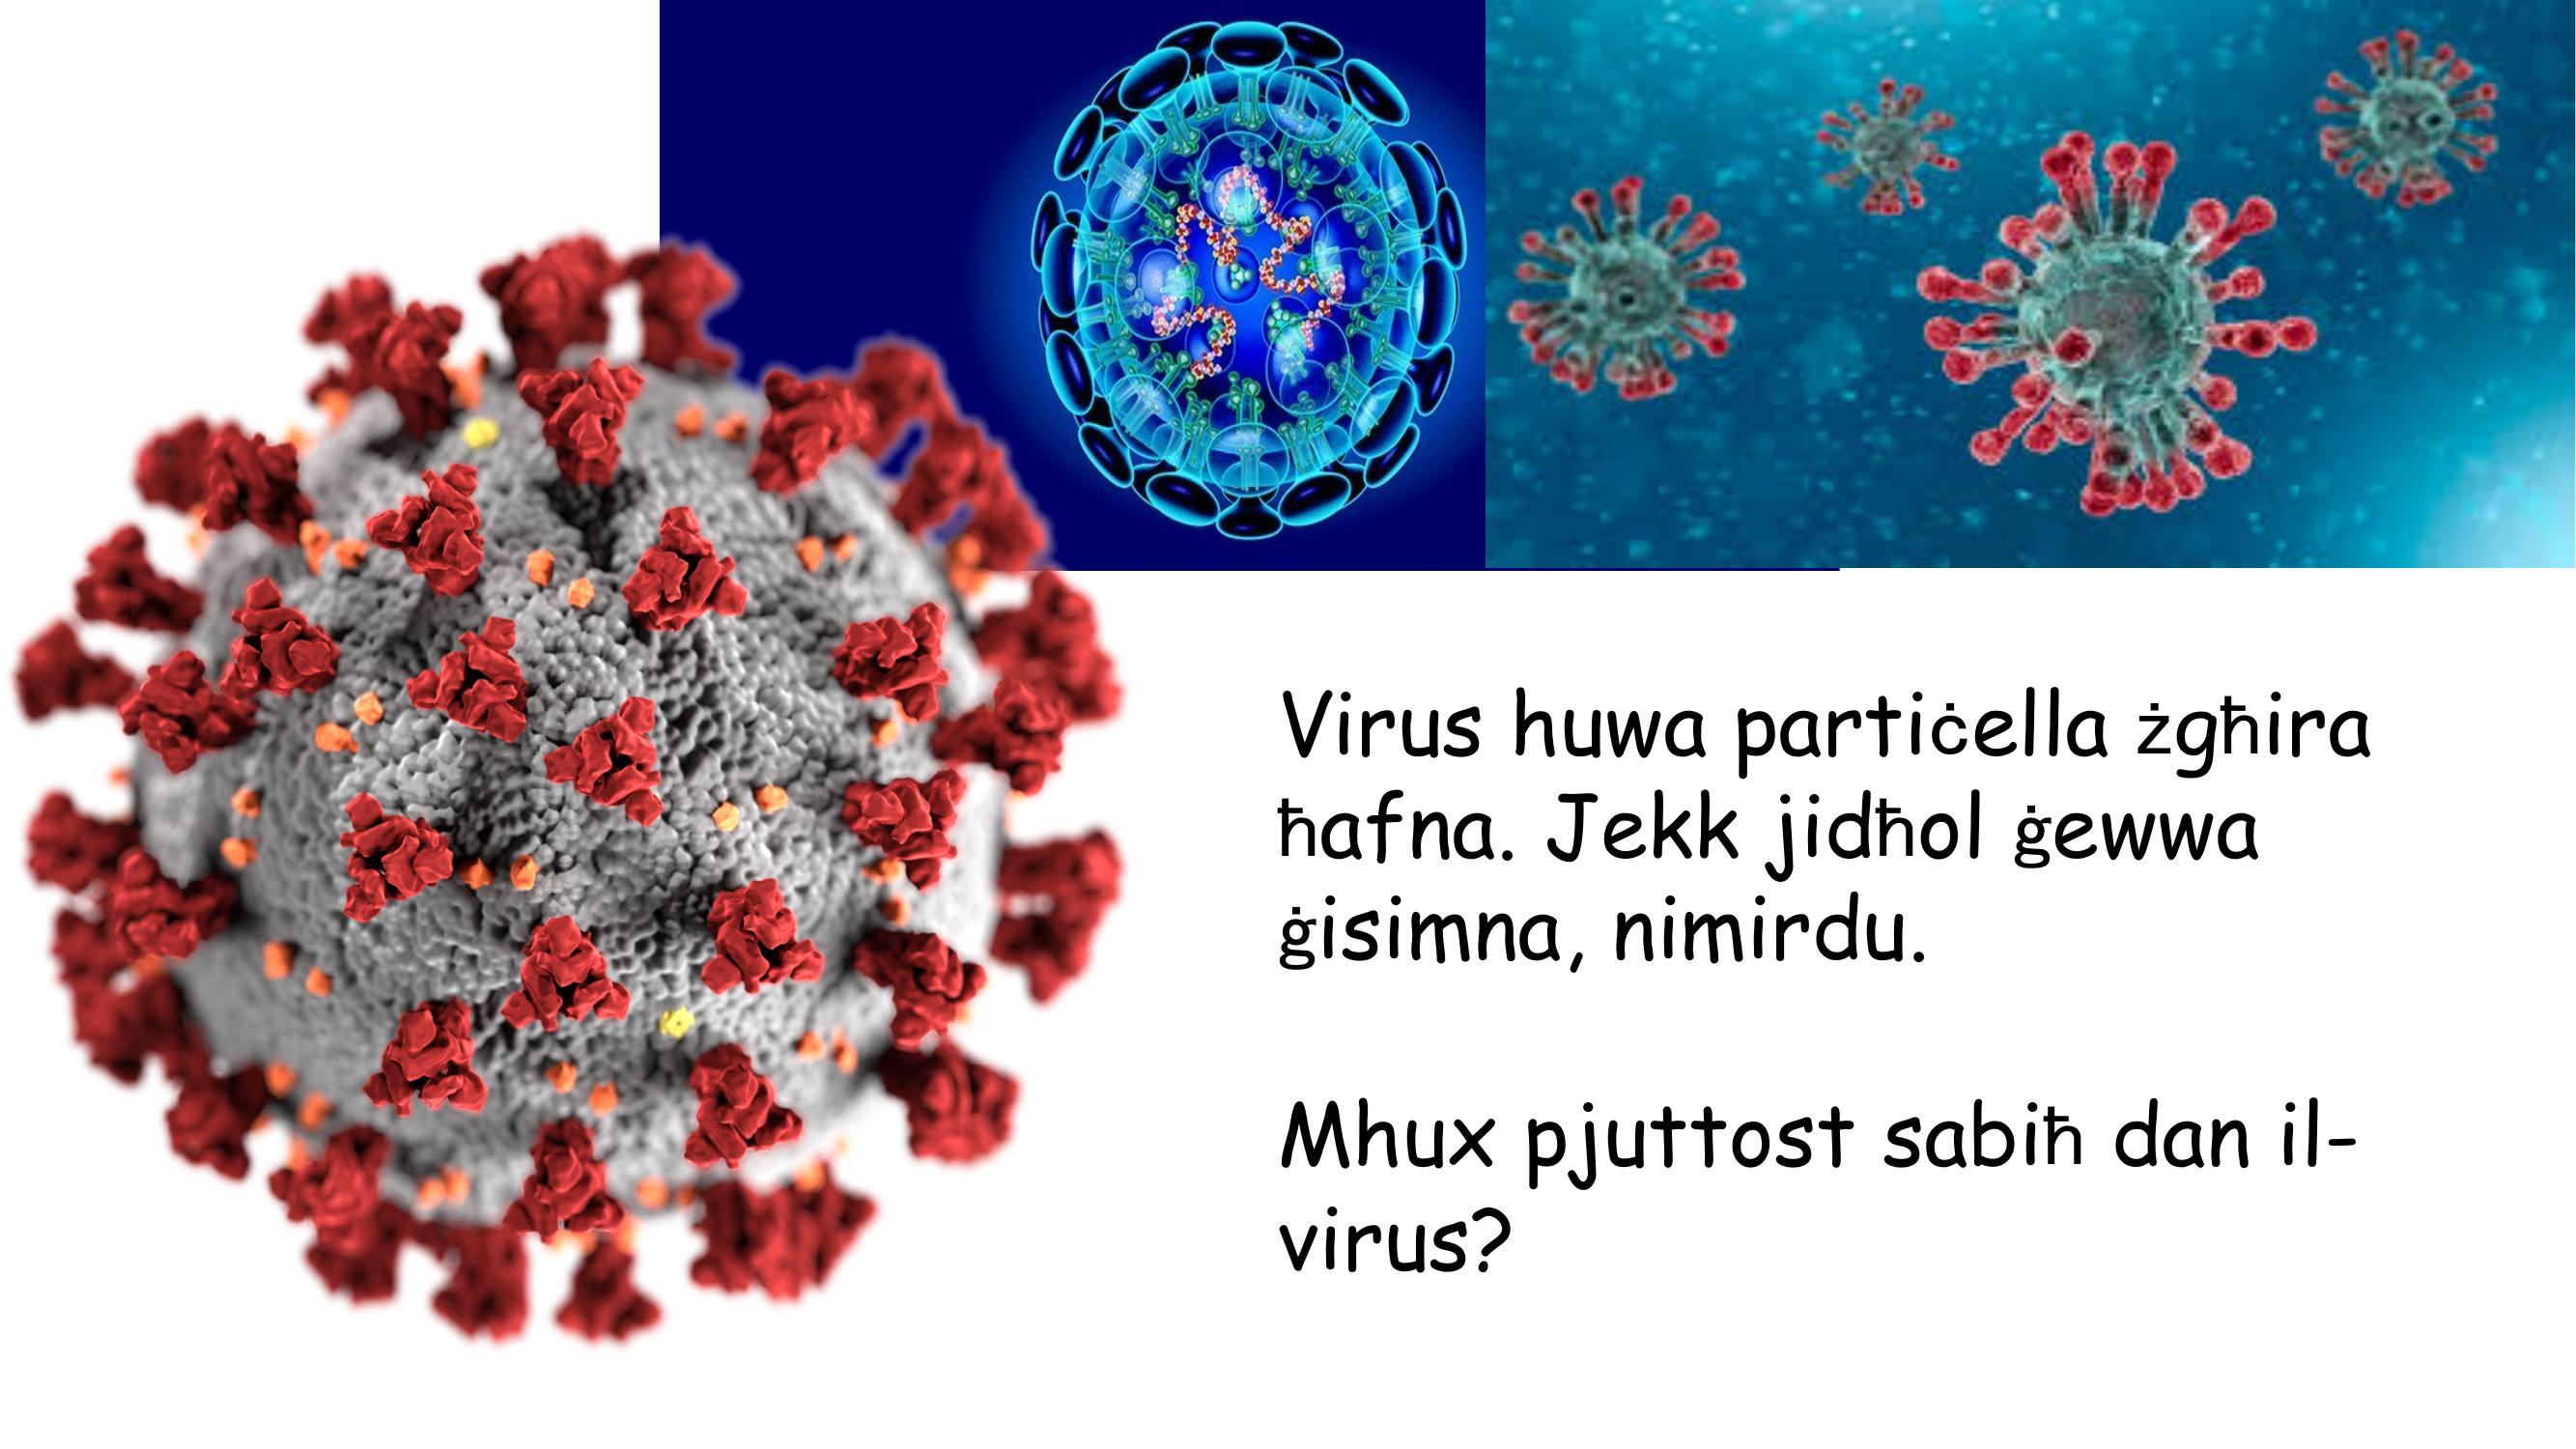 Virus huwa partiċella żgħira
ħafna. Jekk jidħol ġewwa
ġisimna, nimirdu.
Mhux pjuttost sabiħ dan il-
virus?